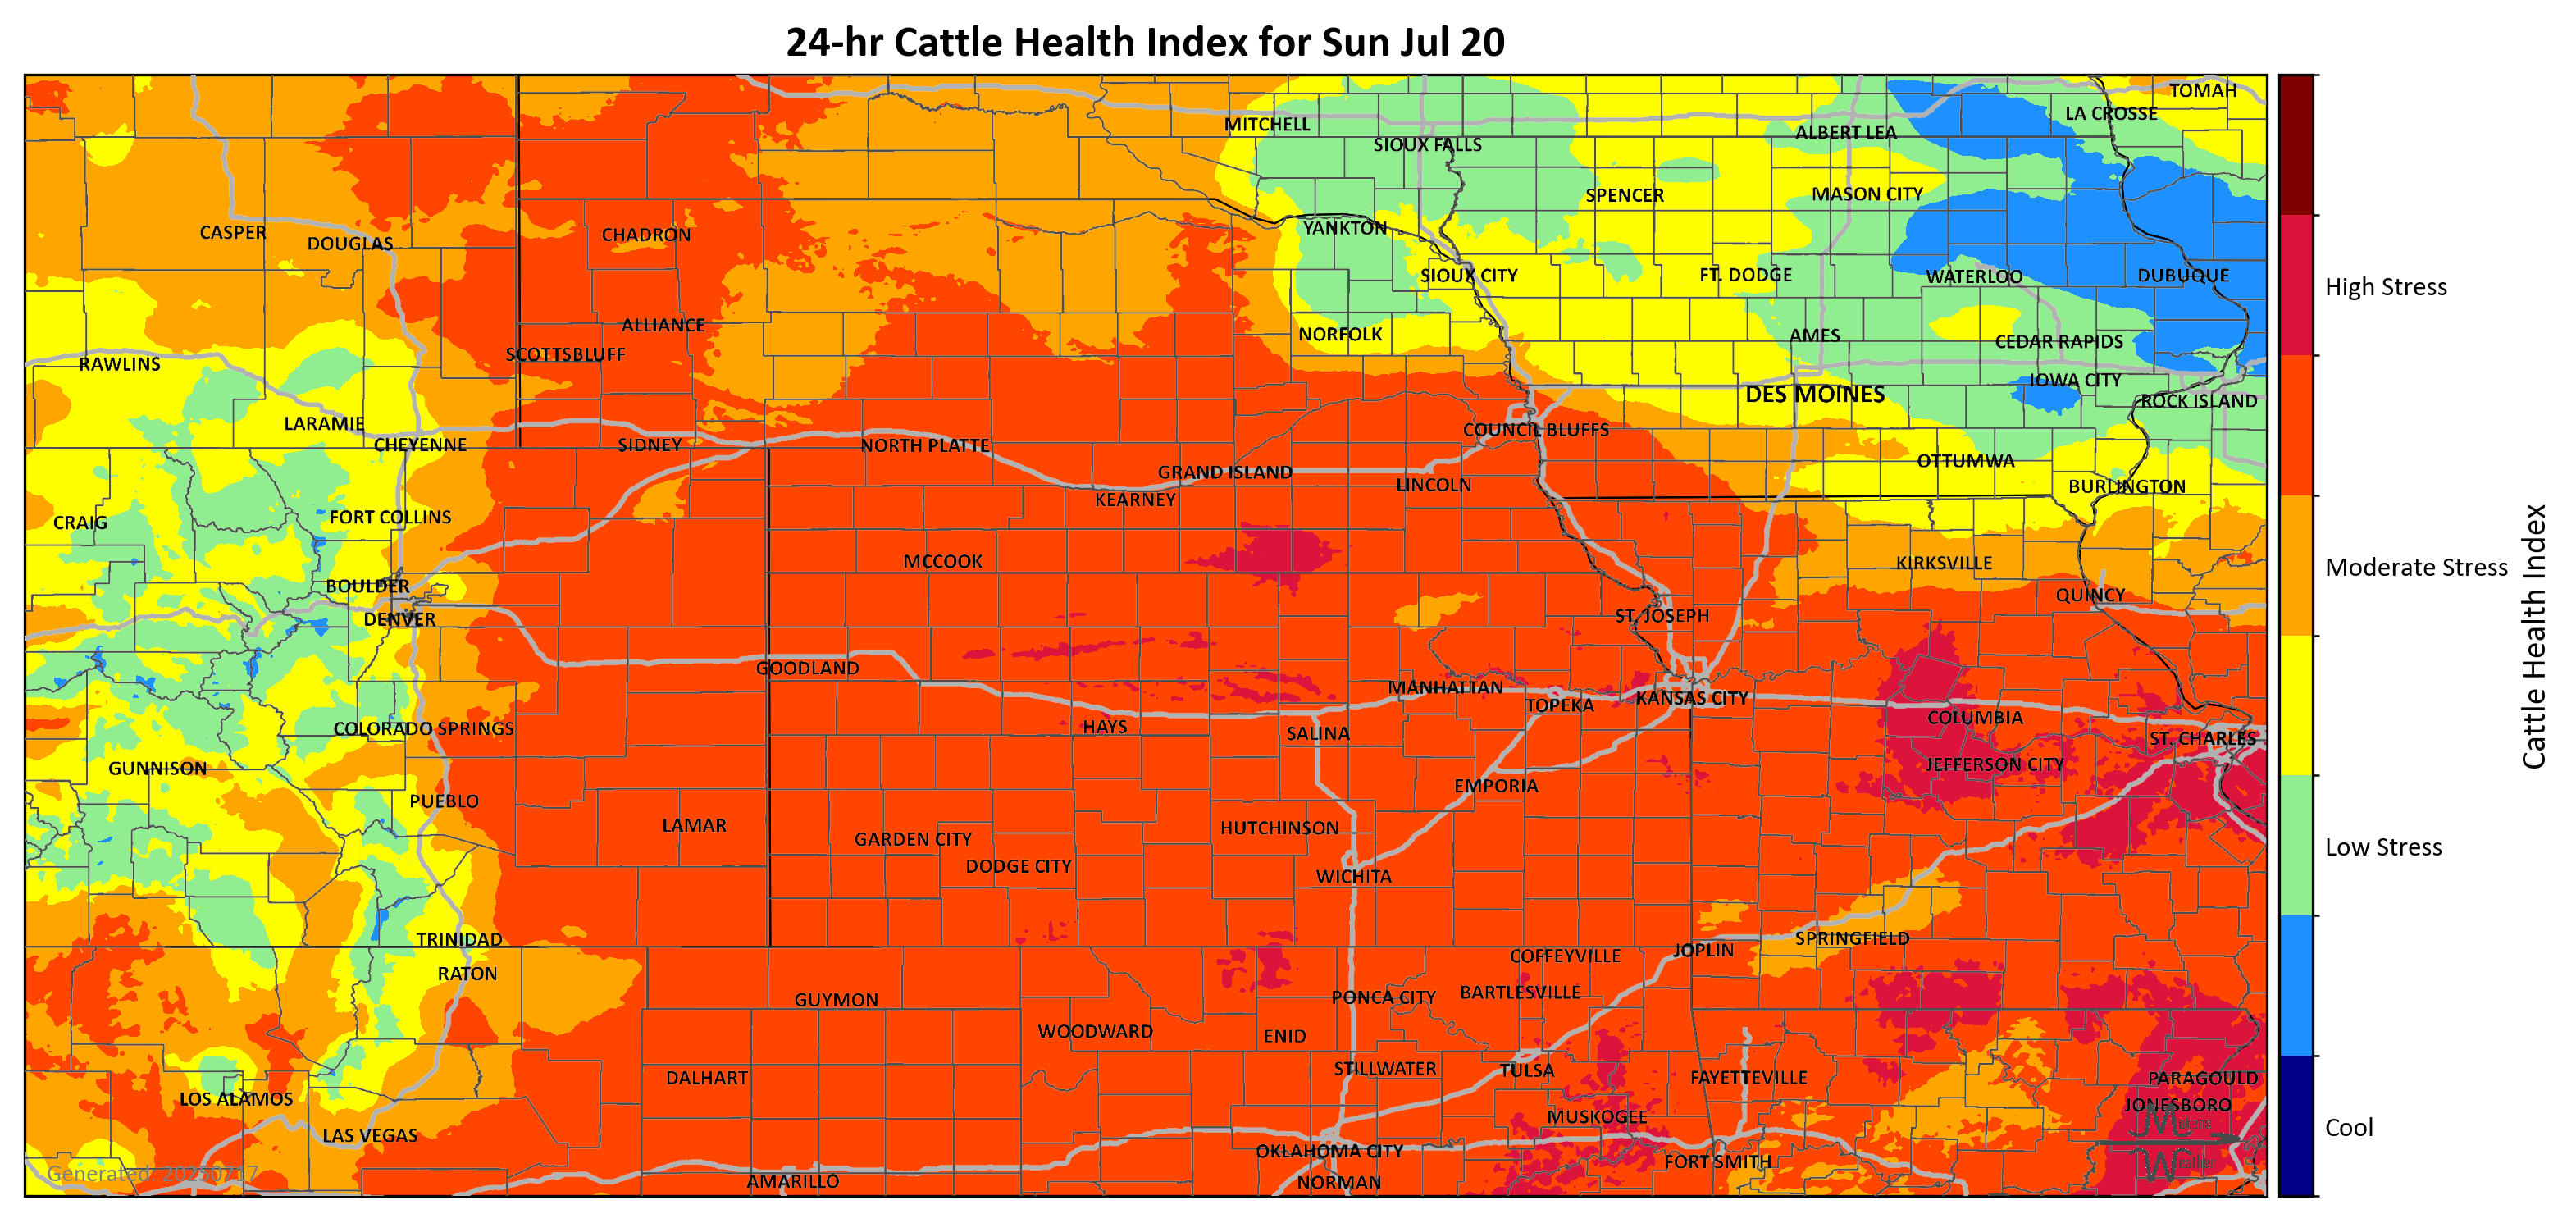 24-hr Cattle Health Index for Sun Jul 20
TOMAH
LA CROSSE
MITCHELL
ALBERT LEA
SIOUX FALLS
SPENCER
MASON CITY
YANKTON
CASPER
CHADRON
DOUGLAS
SIOUX CITY
FT. DODGE
WATERLOO
DUBUQUE
High Stress
ALLIANCE
NORFOLK
AMES
CEDAR RAPIDS
SCOTTSBLUFF
RAWLINS
IOWA CITY
DES MOINES
ROCK ISLAND
LARAMIE
COUNCIL BLUFFS
CHEYENNE
SIDNEY
NORTH PLATTE
OTTUMWA
GRAND ISLAND
LINCOLN
BURLINGTON
KEARNEY
FORT COLLINS
CRAIG
MCCOOK
KIRKSVILLE
Moderate Stress
BOULDER
QUINCY
DENVER
ST. JOSEPH
Cattle Health Index
GOODLAND
MANHATTAN
KANSAS CITY
TOPEKA
COLUMBIA
COLORADO SPRINGS
HAYS
SALINA
ST. CHARLES
GUNNISON
JEFFERSON CITY
EMPORIA
PUEBLO
LAMAR
HUTCHINSON
GARDEN CITY
Low Stress
DODGE CITY
WICHITA
TRINIDAD
SPRINGFIELD
JOPLIN
COFFEYVILLE
RATON
BARTLESVILLE
PONCA CITY
GUYMON
WOODWARD
ENID
STILLWATER
TULSA
DALHART
FAYETTEVILLE
PARAGOULD
LOS ALAMOS
JONESBORO
MUSKOGEE
Cool
LAS VEGAS
OKLAHOMA CITY
FORT SMITH
Generated: 20250717
AMARILLO
NORMAN